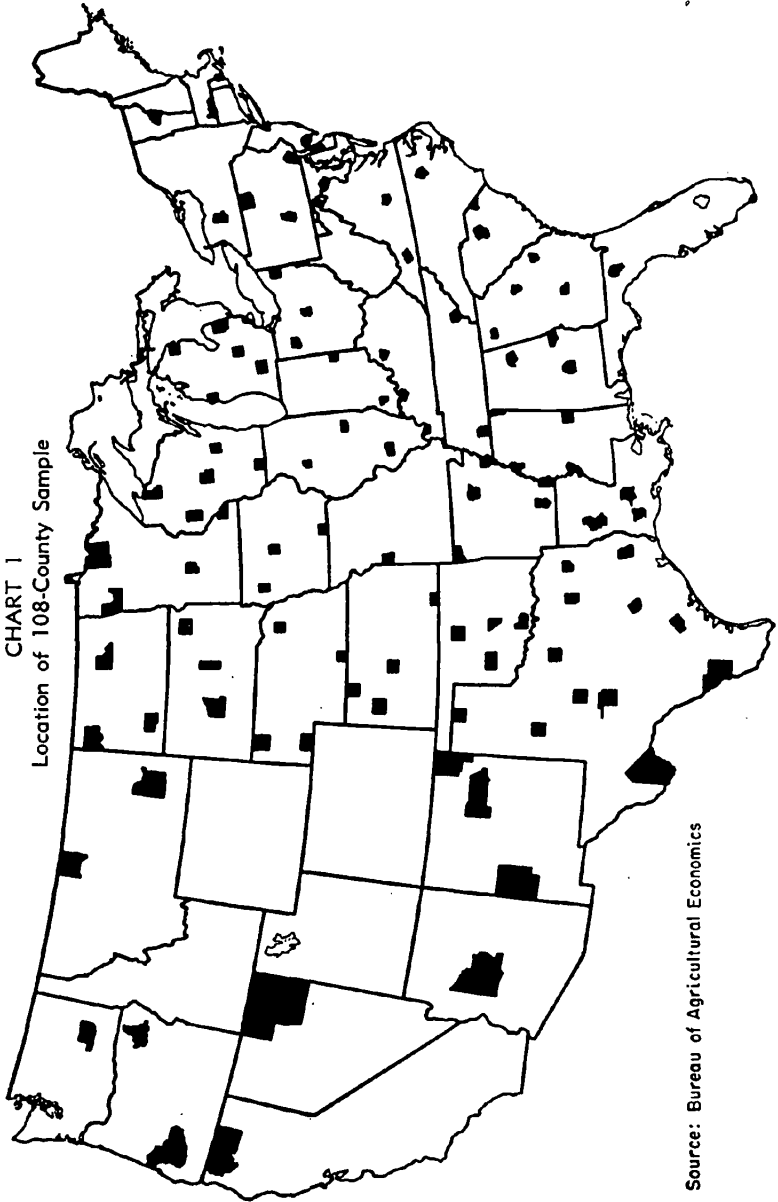 CHART 1
Location of 108-County Sample
Source: Bureau of Agricultural Economics